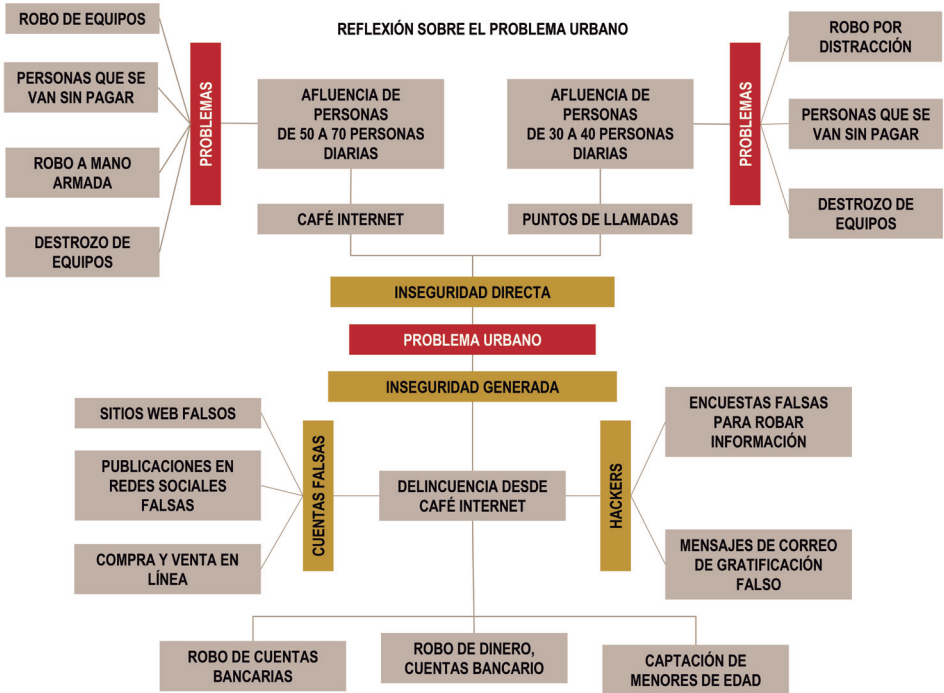 REFLEXIÓN SOBRE EL PROBLEMA URBANO
ROBO DE EQUIPOS
PERSONAS QUE SE
VAN SIN PAGAR
ROBO A MANO
ARMADA
DESTROZO DE
EQUIPOS
PROBLEMAS
AFLUENCIA DE
PERSONAS
DE 50 A 70 PERSONAS
DIARIAS
CAFÉ INTERNET
AFLUENCIA DE
PERSONAS
DE 30 A 40 PERSONAS
DIARIAS
PUNTOS DE LLAMADAS
PROBLEMAS
ROBO POR
DISTRACCIÓN
PERSONAS QUE SE
VAN SIN PAGAR
DESTROZO DE
EQUIPOS
INSEGURIDAD DIRECTA
PROBLEMA URBANO
INSEGURIDAD GENERADA
SITIOS WEB FALSOS
PUBLICACIONES EN
REDES SOCIALES
FALSAS
COMPRA Y VENTA EN
LÍNEA
CUENTAS FALSAS
DELINCUENCIA DESDE
CAFÉ INTERNET
HACKERS
ENCUESTAS FALSAS
PARA ROBAR
INFORMACIÓN
MENSAJES DE CORREO
DE GRATIFICACIÓN
FALSO
ROBO DE CUENTAS
BANCARIAS
ROBO DE DINERO,
CUENTAS BANCARIO
CAPTACIÓN DE
MENORES DE EDAD